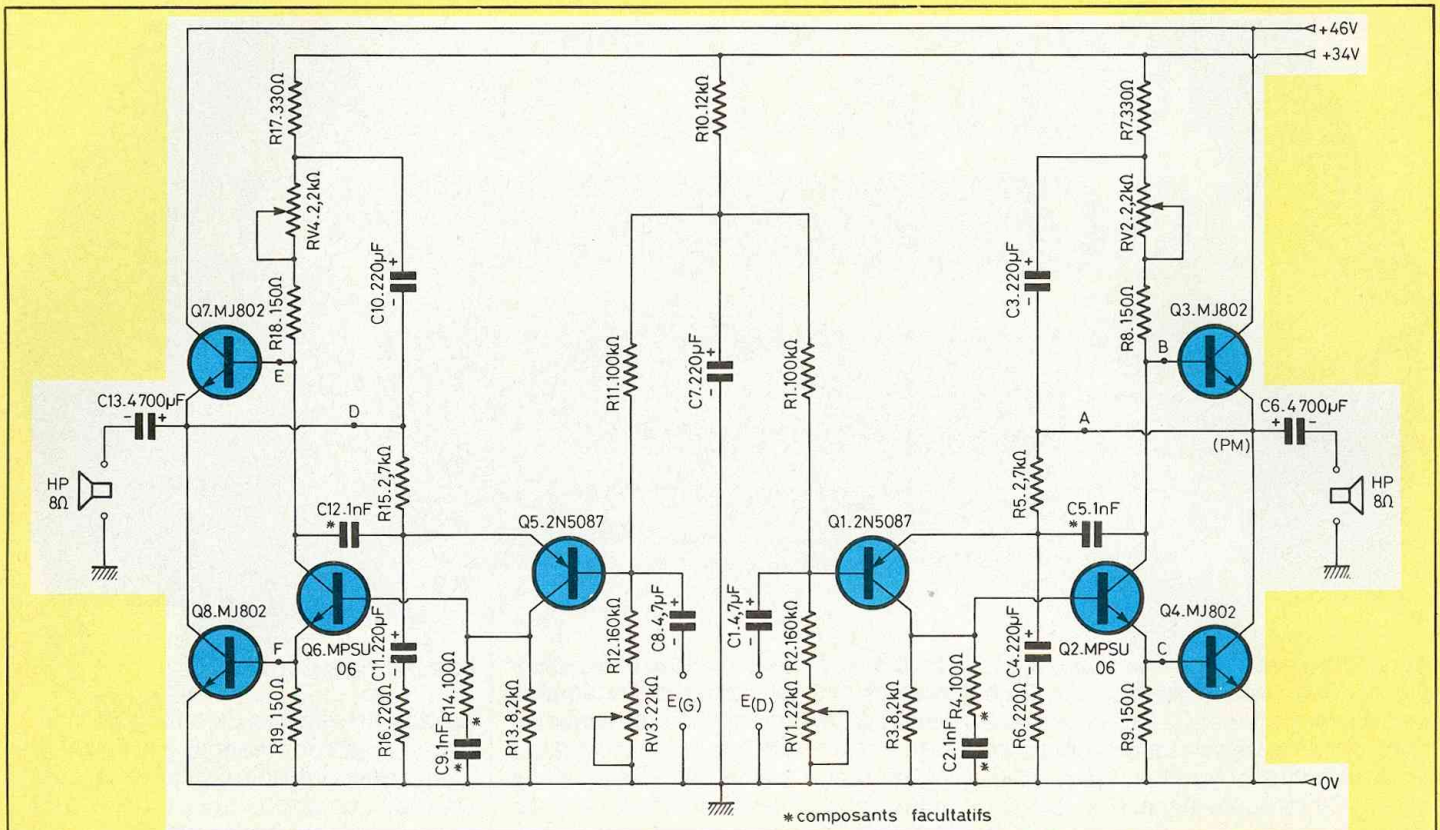 +46V
+34V
R17.330Ω
R10.12kΩ
R7.330Ω
RV4.2,2kΩ
RV2.2,2kΩ
C10.220µF
+
-
C3.220µF
+
-
Q7.MJ802
R18.150Ω
E
R11.100kΩ
C7.220µF
+
-
R1.100kΩ
R8.150Ω
B
Q3.MJ802
C13.4700µF
-
+
D
A
C6.4700µF
+
-
(PM)
HP
8Ω
R15.2,7kΩ
R5.2,7kΩ
HP
8Ω
C12.1nF
*
Q5.2N5087
Q1.2N5087
C5.1nF
*
Q8.MJ802
F
Q6.MPSU
06
C11.220µF
+
-
R14.100Ω
*
R12.160kΩ
C8.4,7µF
+
-
C1.4,7µF
+
-
R2.160kΩ
R4.100Ω
*
C4.220µF
+
-
Q2.MPSU
06
C
Q4.MJ802
R19.150Ω
R16.220Ω
C9.1nF
*
R13.8,2kΩ
RV3.22kΩ
E(G)
E(D)
RV1.22kΩ
R3.8,2kΩ
C2.1nF
*
R6.220Ω
R9.150Ω
0V
* composants facultatifs